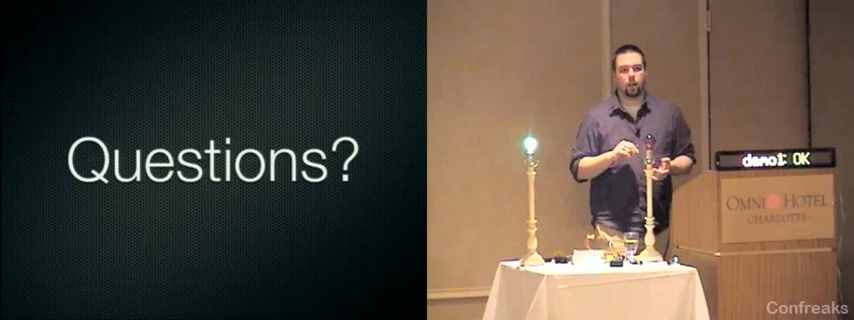 Questions?
demo1: OK
OMNI HOTEL
CHARLOTTE
Confreaks